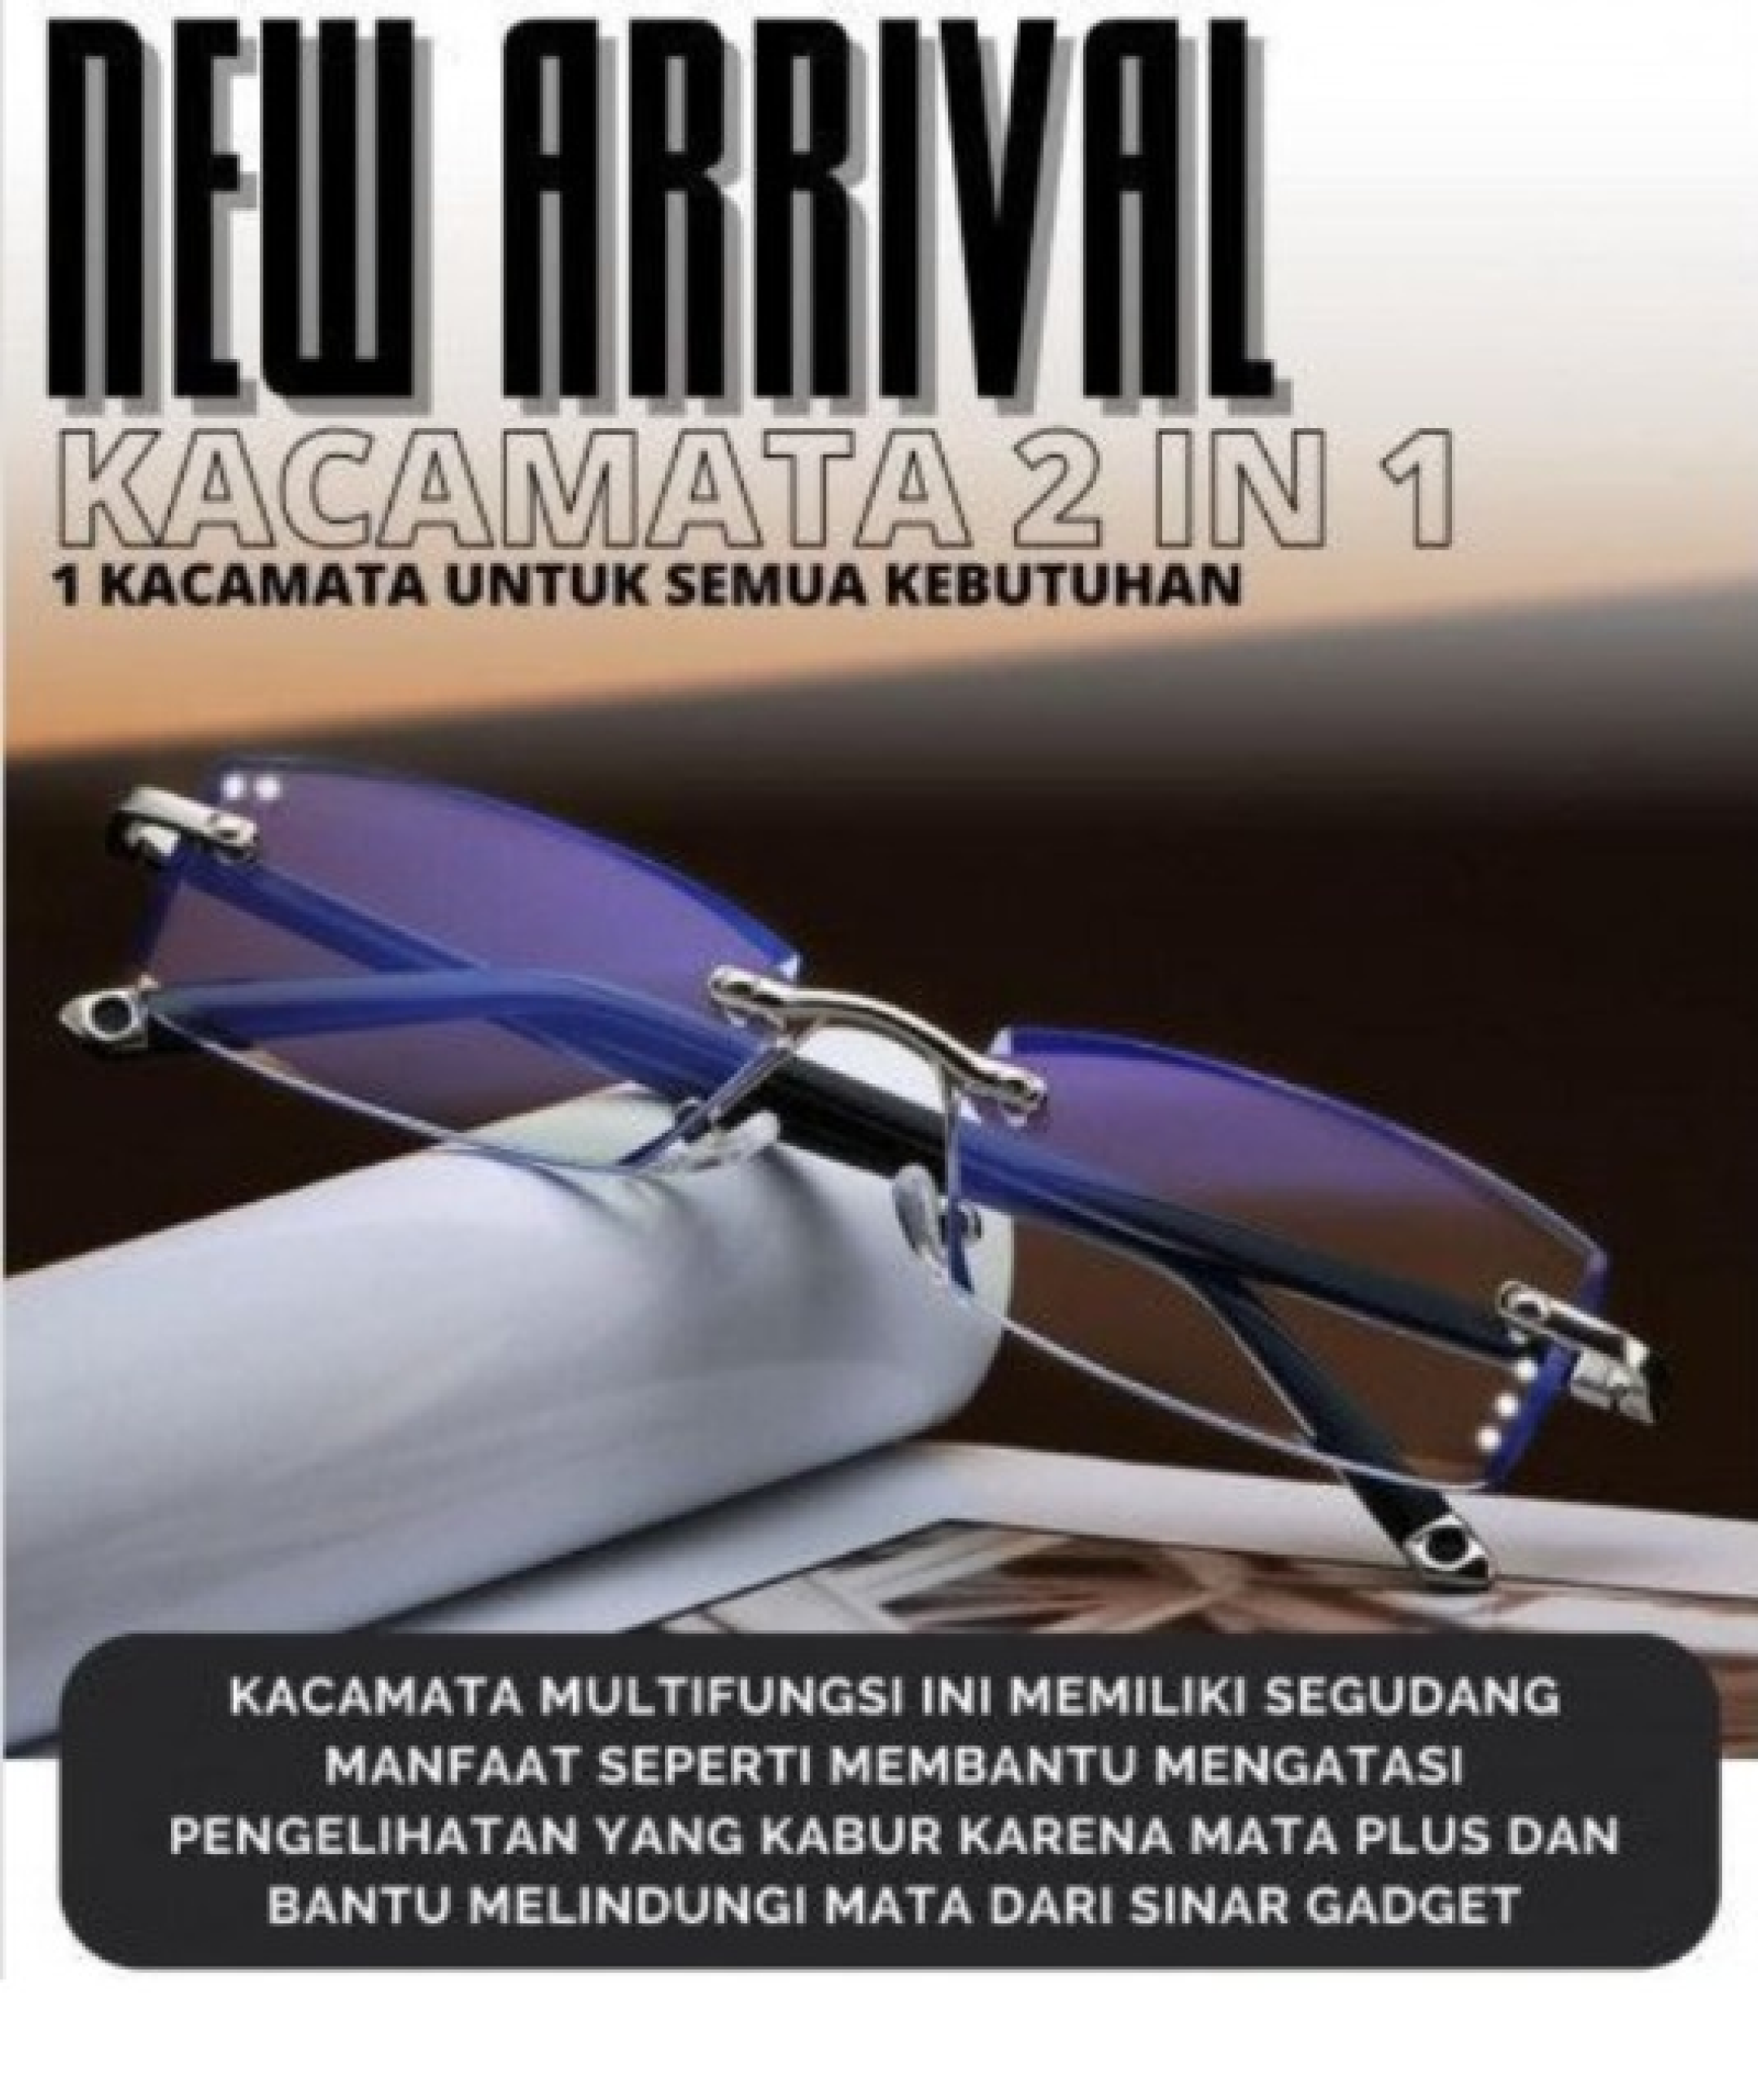 NEW ARRIVAL
KACAMATA 2 IN 1
1 KACAMATA UNTUK SEMUA KEBUTUHAN
KACAMATA MULTIFUNGSI INI MEMILIKI SEGUDANG
MANFAAT SEPERTI MEMBANTU MENGATASI
PENGELIHATAN YANG KABUR KARENA MATA PLUS DAN
BANTU MELINDUNGI MATA DARI SINAR GADGET